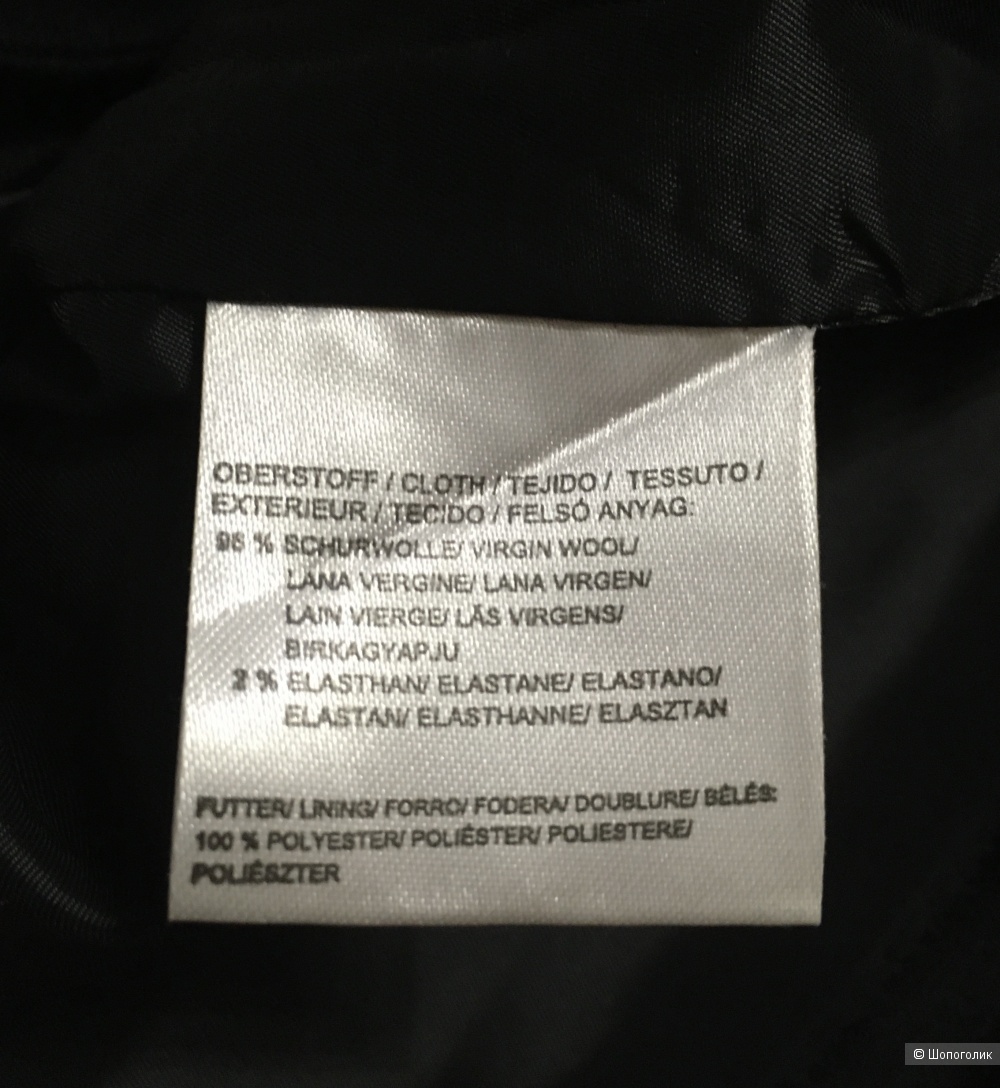 OBERSTOFF / CLOTH / TEJIDO / TESSUTO /
EXTERIEUR / TECIDO / FELSÓ ANYAG:
98 % SCHURWOLLE/ VIRGIN WOOL/
LANA VERGINE/ LANA VIRGEN/
LAIN VIERGE/ LÃS VIRGENS/
BIRKAGYAPJU
2 % ELASTHAN/ ELASTANE/ ELASTANO/
ELASTAN/ ELASTHANNE/ ELASZTAN
FUTTER/ LINING/ FORRO/ FODERA/ DOUBLURE/ BÉLÉS:
100 % POLYESTER/ POLIÉSTER/ POLIESTERE/
POLIÉSZTER
© Шопоголик